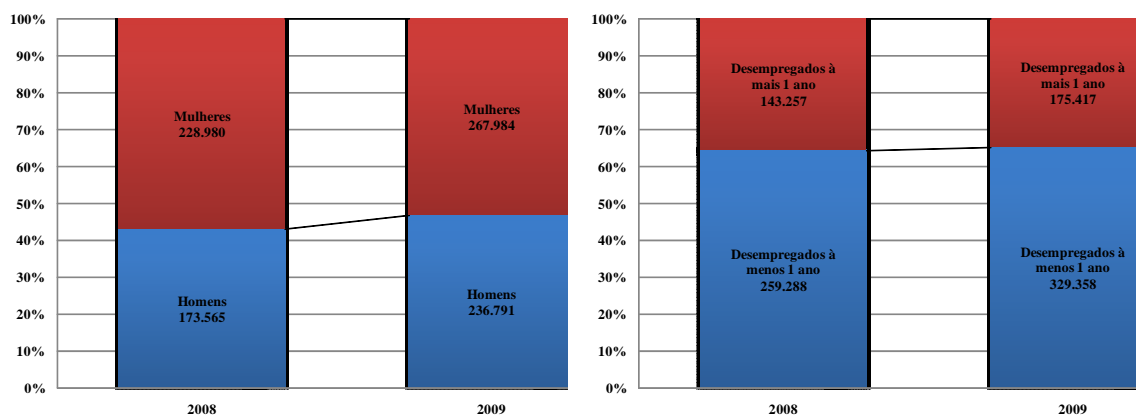 100%
90%
80%
70%
60%
50%
40%
30%
20%
10%
0%
Mulheres
228.980
Homens
173.565
Mulheres
267.984
Homens
236.791
2008
2009
100%
90%
80%
70%
60%
50%
40%
30%
20%
10%
0%
Desempregados à
mais 1 ano
143.257
Desempregados à
menos 1 ano
259.288
Desempregados à
mais 1 ano
175.417
Desempregados à
menos 1 ano
329.358
2008
2009